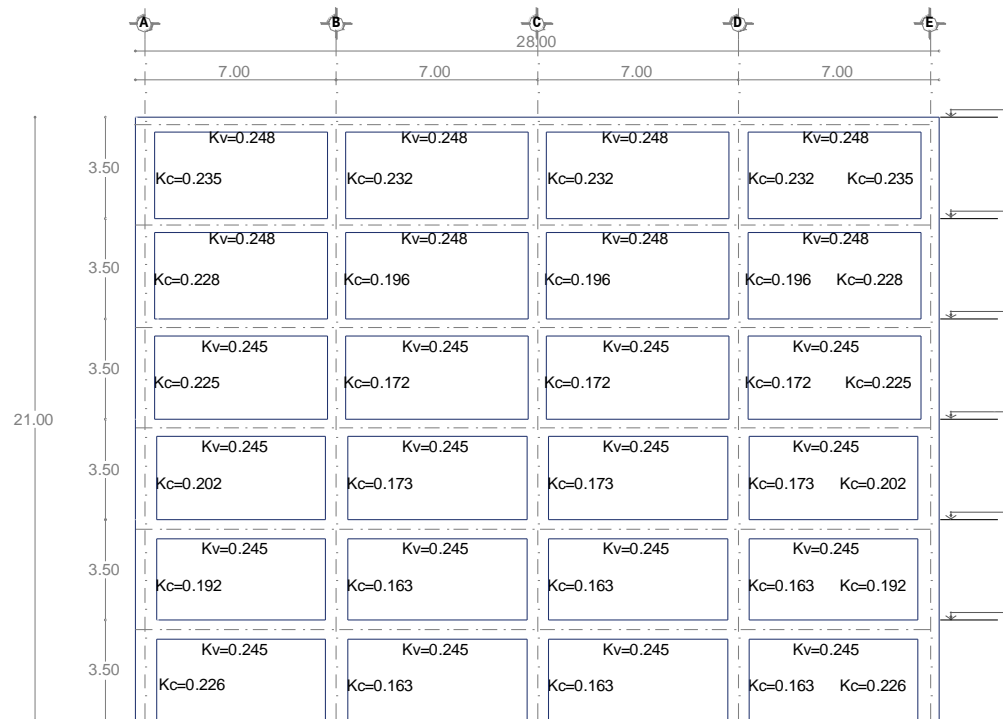 A B C D E
28.00
7.00 7.00 7.00 7.00
Kv=0.248 Kv=0.248 Kv=0.248 Kv=0.248
3.50
Kc=0.235 Kc=0.232 Kc=0.232 Kc=0.232 Kc=0.235
Kv=0.248 Kv=0.248 Kv=0.248 Kv=0.248
3.50
Kc=0.228 Kc=0.196 Kc=0.196 Kc=0.196 Kc=0.228
Kv=0.245 Kv=0.245 Kv=0.245 Kv=0.245
3.50
Kc=0.225 Kc=0.172 Kc=0.172 Kc=0.172 Kc=0.225
21.00
Kv=0.245 Kv=0.245 Kv=0.245 Kv=0.245
3.50
Kc=0.202 Kc=0.173 Kc=0.173 Kc=0.173 Kc=0.202
Kv=0.245 Kv=0.245 Kv=0.245 Kv=0.245
3.50
Kc=0.192 Kc=0.163 Kc=0.163 Kc=0.163 Kc=0.192
Kv=0.245 Kv=0.245 Kv=0.245 Kv=0.245
3.50
Kc=0.226 Kc=0.163 Kc=0.163 Kc=0.163 Kc=0.226